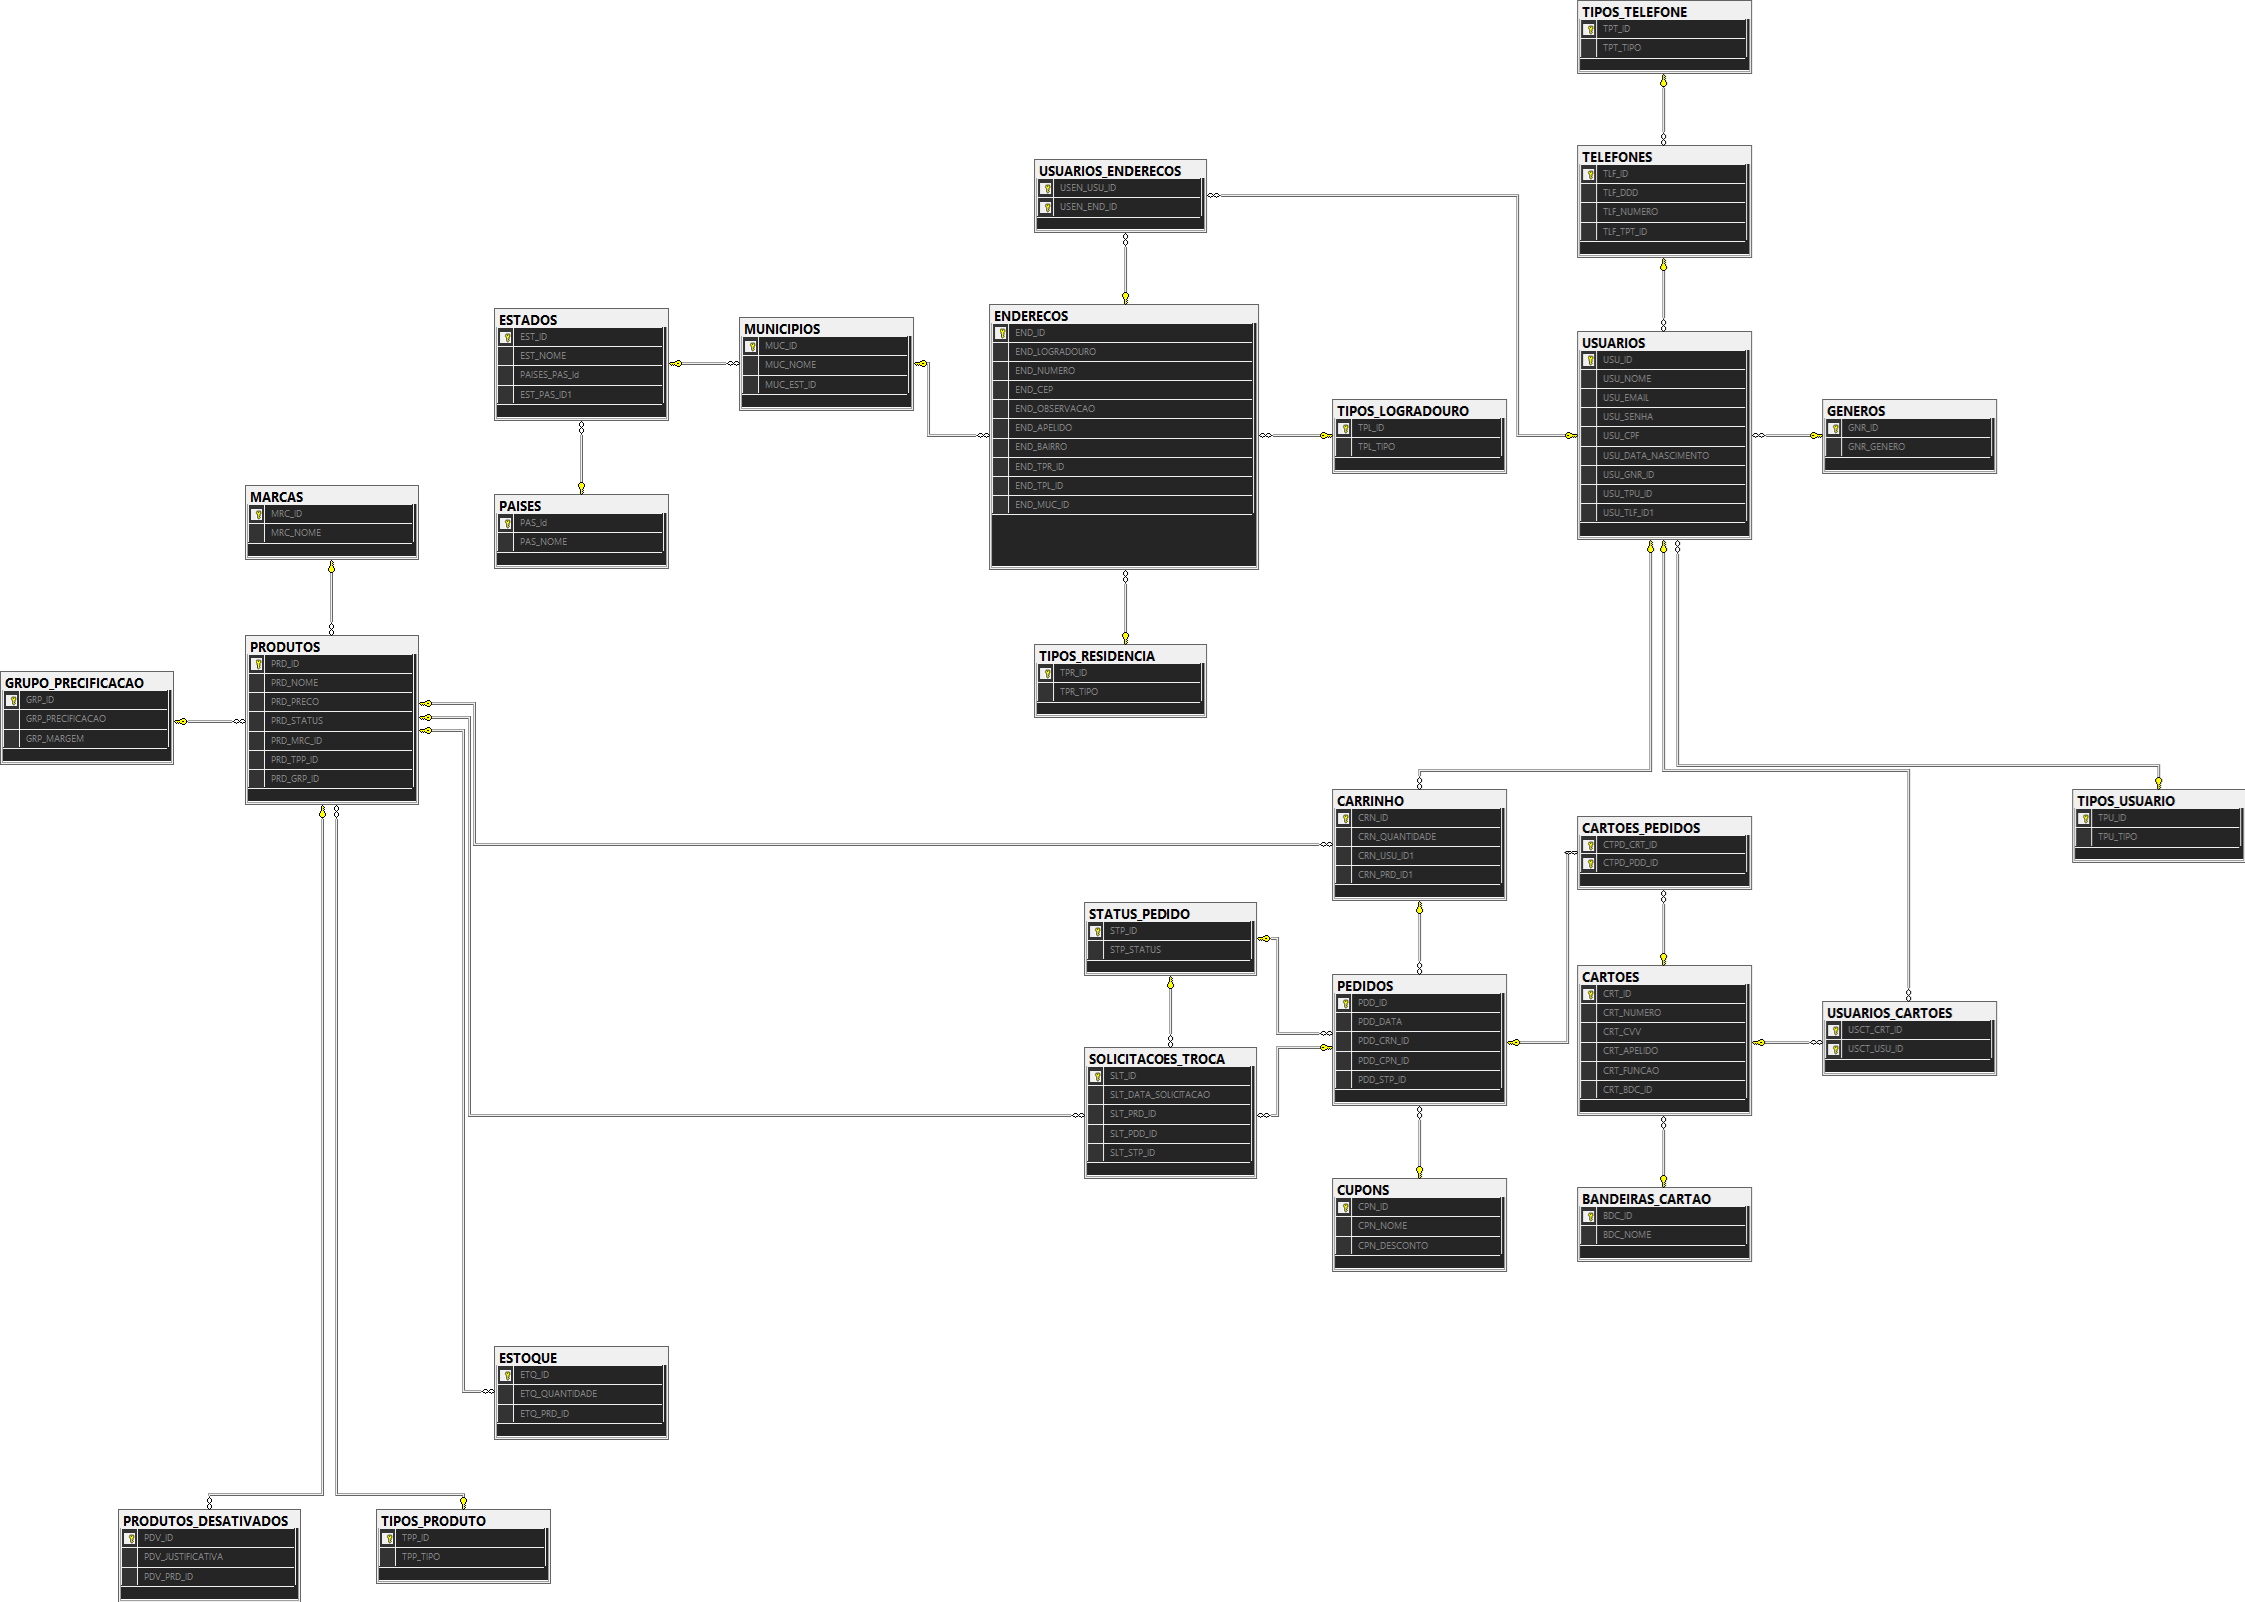 TIPOS_TELEFONE
TPT_ID
TPT_TIPO
TELEFONES
TLF_ID
TLF_DDD
TLF_NUMERO
TLF_TPT_ID
USUARIOS_ENDERECOS
USEN_USU_ID
USEN_END_ID
ESTADOS
EST_ID
EST_NOME
PAISES_PAS_Id
EST_PAS_ID1
MUNICIPIOS
MUC_ID
MUC_NOME
MUC_EST_ID
ENDERECOS
END_ID
END_LOGRADOURO
END_NUMERO
END_CEP
END_OBSERVACAO
END_APELIDO
END_BAIRRO
END_TPR_ID
END_TPL_ID
END_MUC_ID
TIPOS_LOGRADOURO
TPL_ID
TPL_TIPO
USUARIOS
USU_ID
USU_NOME
USU_EMAIL
USU_SENHA
USU_CPF
USU_DATA_NASCIMENTO
USU_GNR_ID
USU_TPU_ID
USU_TLF_ID1
GENEROS
GNR_ID
GNR_GENERO
MARCAS
MRC_ID
MRC_NOME
PAISES
PAS_Id
PAS_NOME
GRUPO_PRECIFICACAO
GRP_ID
GRP_PRECIFICACAO
GRP_MARGEM
PRODUTOS
PRD_ID
PRD_NOME
PRD_PRECO
PRD_STATUS
PRD_MRC_ID
PRD_TPP_ID
PRD_GRP_ID
TIPOS_RESIDENCIA
TPR_ID
TPR_TIPO
CARRINHO
CRN_ID
CRN_QUANTIDADE
CRN_USU_ID1
CRN_PRD_ID1
CARTOES_PEDIDOS
CTPD_CRT_ID
CTPD_PDD_ID
TIPOS_USUARIO
TPU_ID
TPU_TIPO
STATUS_PEDIDO
STP_ID
STP_STATUS
PEDIDOS
PDD_ID
PDD_DATA
PDD_CRN_ID
PDD_CPN_ID
PDD_STP_ID
CARTOES
CRT_ID
CRT_NUMERO
CRT_CVV
CRT_APELIDO
CRT_FUNCAO
CRT_BDC_ID
USUARIOS_CARTOES
USCT_CRT_ID
USCT_USU_ID
SOLICITACOES_TROCA
SLT_ID
SLT_DATA_SOLICITACAO
SLT_PRD_ID
SLT_PDD_ID
SLT_STP_ID
CUPONS
CPN_ID
CPN_NOME
CPN_DESCONTO
BANDEIRAS_CARTAO
BDC_ID
BDC_NOME
ESTOQUE
ETQ_ID
ETQ_QUANTIDADE
ETQ_PRD_ID
PRODUTOS_DESATIVADOS
PDV_ID
PDV_JUSTIFICATIVA
PDV_PRD_ID
TIPOS_PRODUTO
TPP_ID
TPP_TIPO